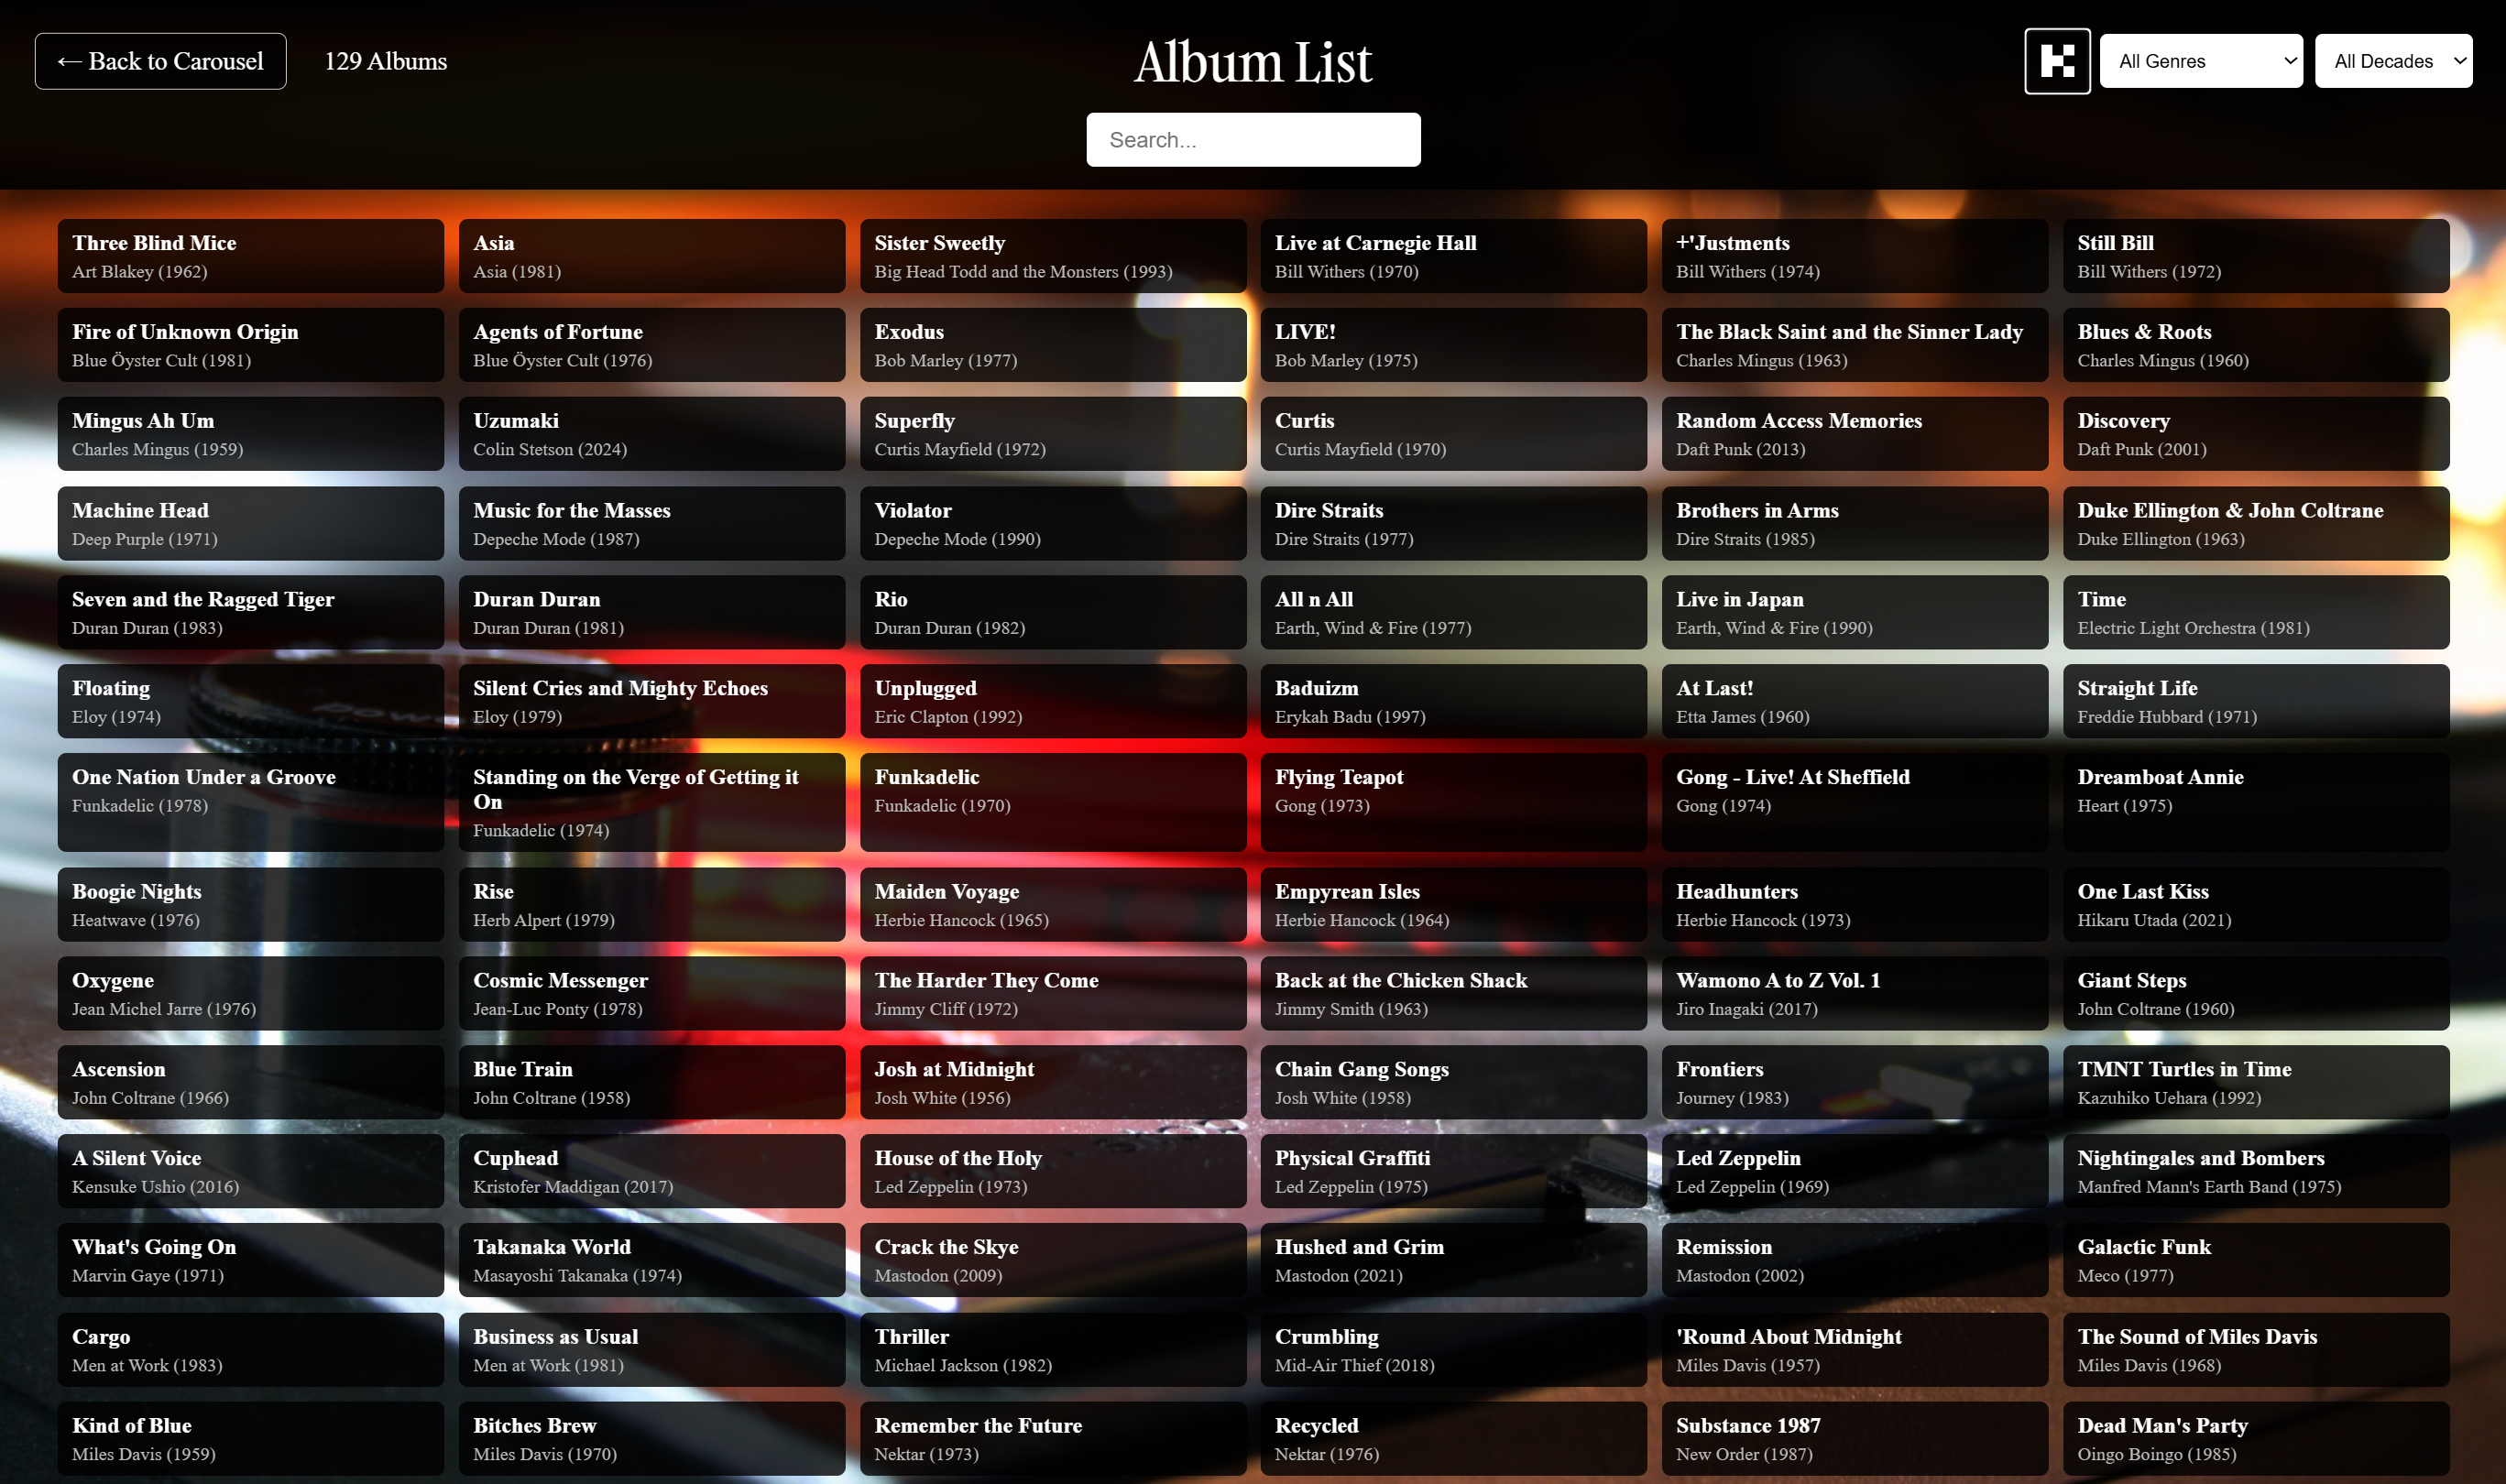 ← Back to Carousel
129 Albums
Album List
All Genres
All Decades
Search...
Three Blind Mice
Art Blakey (1962)
Asia
Asia (1981)
Sister Sweetly
Big Head Todd and the Monsters (1993)
Live at Carnegie Hall
Bill Withers (1970)
+'Justments
Bill Withers (1974)
Still Bill
Bill Withers (1972)
Fire of Unknown Origin
Blue Öyster Cult (1981)
Agents of Fortune
Blue Öyster Cult (1976)
Exodus
Bob Marley (1977)
LIVE!
Bob Marley (1975)
The Black Saint and the Sinner Lady
Charles Mingus (1963)
Blues & Roots
Charles Mingus (1960)
Mingus Ah Um
Charles Mingus (1959)
Uzumaki
Colin Stetson (2024)
Superfly
Curtis Mayfield (1972)
Curtis
Curtis Mayfield (1970)
Random Access Memories
Daft Punk (2013)
Discovery
Daft Punk (2001)
Machine Head
Deep Purple (1971)
Music for the Masses
Depeche Mode (1987)
Violator
Depeche Mode (1990)
Dire Straits
Dire Straits (1977)
Brothers in Arms
Dire Straits (1985)
Duke Ellington & John Coltrane
Duke Ellington (1963)
Seven and the Ragged Tiger
Duran Duran (1983)
Duran Duran
Duran Duran (1981)
Rio
Duran Duran (1982)
All n All
Earth, Wind & Fire (1977)
Live in Japan
Earth, Wind & Fire (1990)
Time
Electric Light Orchestra (1981)
Floating
Eloy (1974)
Silent Cries and Mighty Echoes
Eloy (1979)
Unplugged
Eric Clapton (1992)
Baduizm
Erykah Badu (1997)
At Last!
Etta James (1960)
Straight Life
Freddie Hubbard (1971)
One Nation Under a Groove
Funkadelic (1978)
Standing on the Verge of Getting it
On
Funkadelic (1974)
Funkadelic
Funkadelic (1970)
Flying Teapot
Gong (1973)
Gong - Live! At Sheffield
Gong (1974)
Dreamboat Annie
Heart (1975)
Boogie Nights
Heatwave (1976)
Rise
Herb Alpert (1979)
Maiden Voyage
Herbie Hancock (1965)
Empyrean Isles
Herbie Hancock (1964)
Headhunters
Herbie Hancock (1973)
One Last Kiss
Hikaru Utada (2021)
Oxygene
Jean Michel Jarre (1976)
Cosmic Messenger
Jean-Luc Ponty (1978)
The Harder They Come
Jimmy Cliff (1972)
Back at the Chicken Shack
Jimmy Smith (1963)
Wamono A to Z Vol. 1
Jiro Inagaki (2017)
Giant Steps
John Coltrane (1960)
Ascension
John Coltrane (1966)
Blue Train
John Coltrane (1958)
Josh at Midnight
Josh White (1956)
Chain Gang Songs
Josh White (1958)
Frontiers
Journey (1983)
TMNT Turtles in Time
Kazuhiko Uehara (1992)
A Silent Voice
Kensuke Ushio (2016)
Cuphead
Kristofer Maddigan (2017)
House of the Holy
Led Zeppelin (1973)
Physical Graffiti
Led Zeppelin (1975)
Led Zeppelin
Led Zeppelin (1969)
Nightingales and Bombers
Manfred Mann's Earth Band (1975)
What's Going On
Marvin Gaye (1971)
Takanaka World
Masayoshi Takanaka (1974)
Crack the Skye
Mastodon (2009)
Hushed and Grim
Mastodon (2021)
Remission
Mastodon (2002)
Galactic Funk
Meco (1977)
Cargo
Men at Work (1983)
Business as Usual
Men at Work (1981)
Thriller
Michael Jackson (1982)
Crumbling
Mid-Air Thief (2018)
'Round About Midnight
Miles Davis (1957)
The Sound of Miles Davis
Miles Davis (1968)
Kind of Blue
Miles Davis (1959)
Bitches Brew
Miles Davis (1970)
Remember the Future
Nektar (1973)
Recycled
Nektar (1976)
Substance 1987
New Order (1987)
Dead Man's Party
Oingo Boingo (1985)